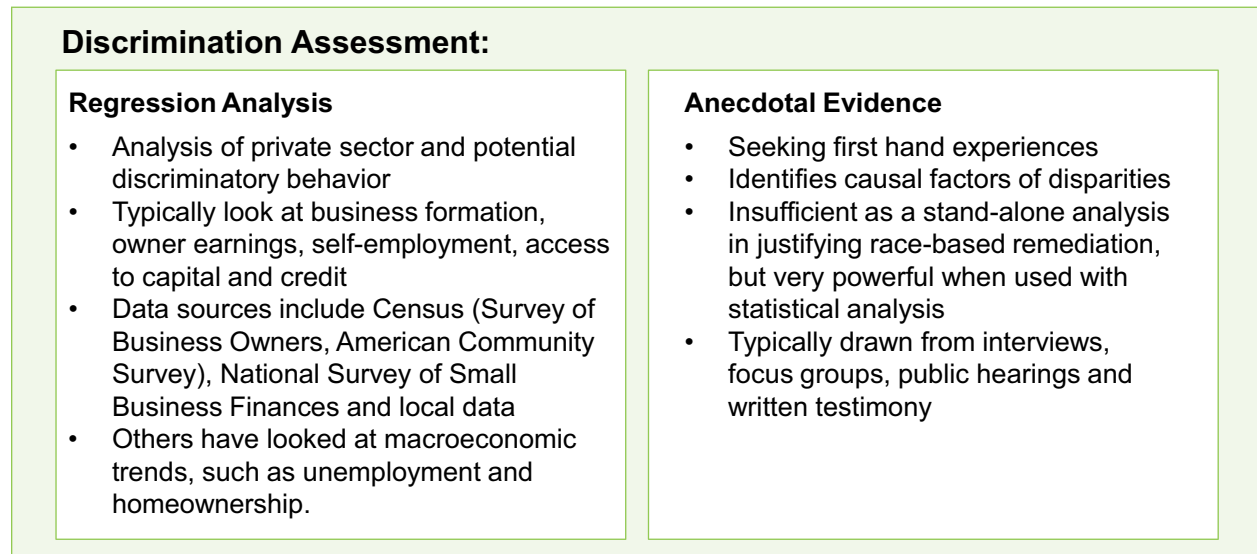 Discrimination Assessment:
Regression Analysis
• Analysis of private sector and potential
discriminatory behavior
• Typically look at business formation,
owner earnings, self-employment, access
to capital and credit
• Data sources include Census (Survey of
Business Owners, American Community
Survey), National Survey of Small
Business Finances and local data
• Others have looked at macroeconomic
trends, such as unemployment and
homeownership.
Anecdotal Evidence
• Seeking first hand experiences
• Identifies causal factors of disparities
• Insufficient as a stand-alone analysis
in justifying race-based remediation,
but very powerful when used with
statistical analysis
• Typically drawn from interviews,
focus groups, public hearings and
written testimony